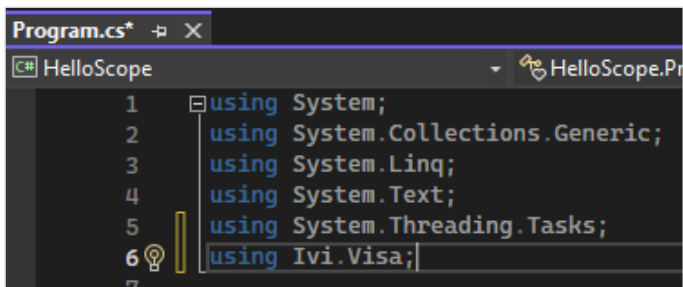 Program.cs*
C# HelloScope HelloScope.Pr
1 using System;
2 using System.Collections.Generic;
3 using System.Linq;
4 using System.Text;
5 using System.Threading.Tasks;
6 using Ivi.Visa;
7